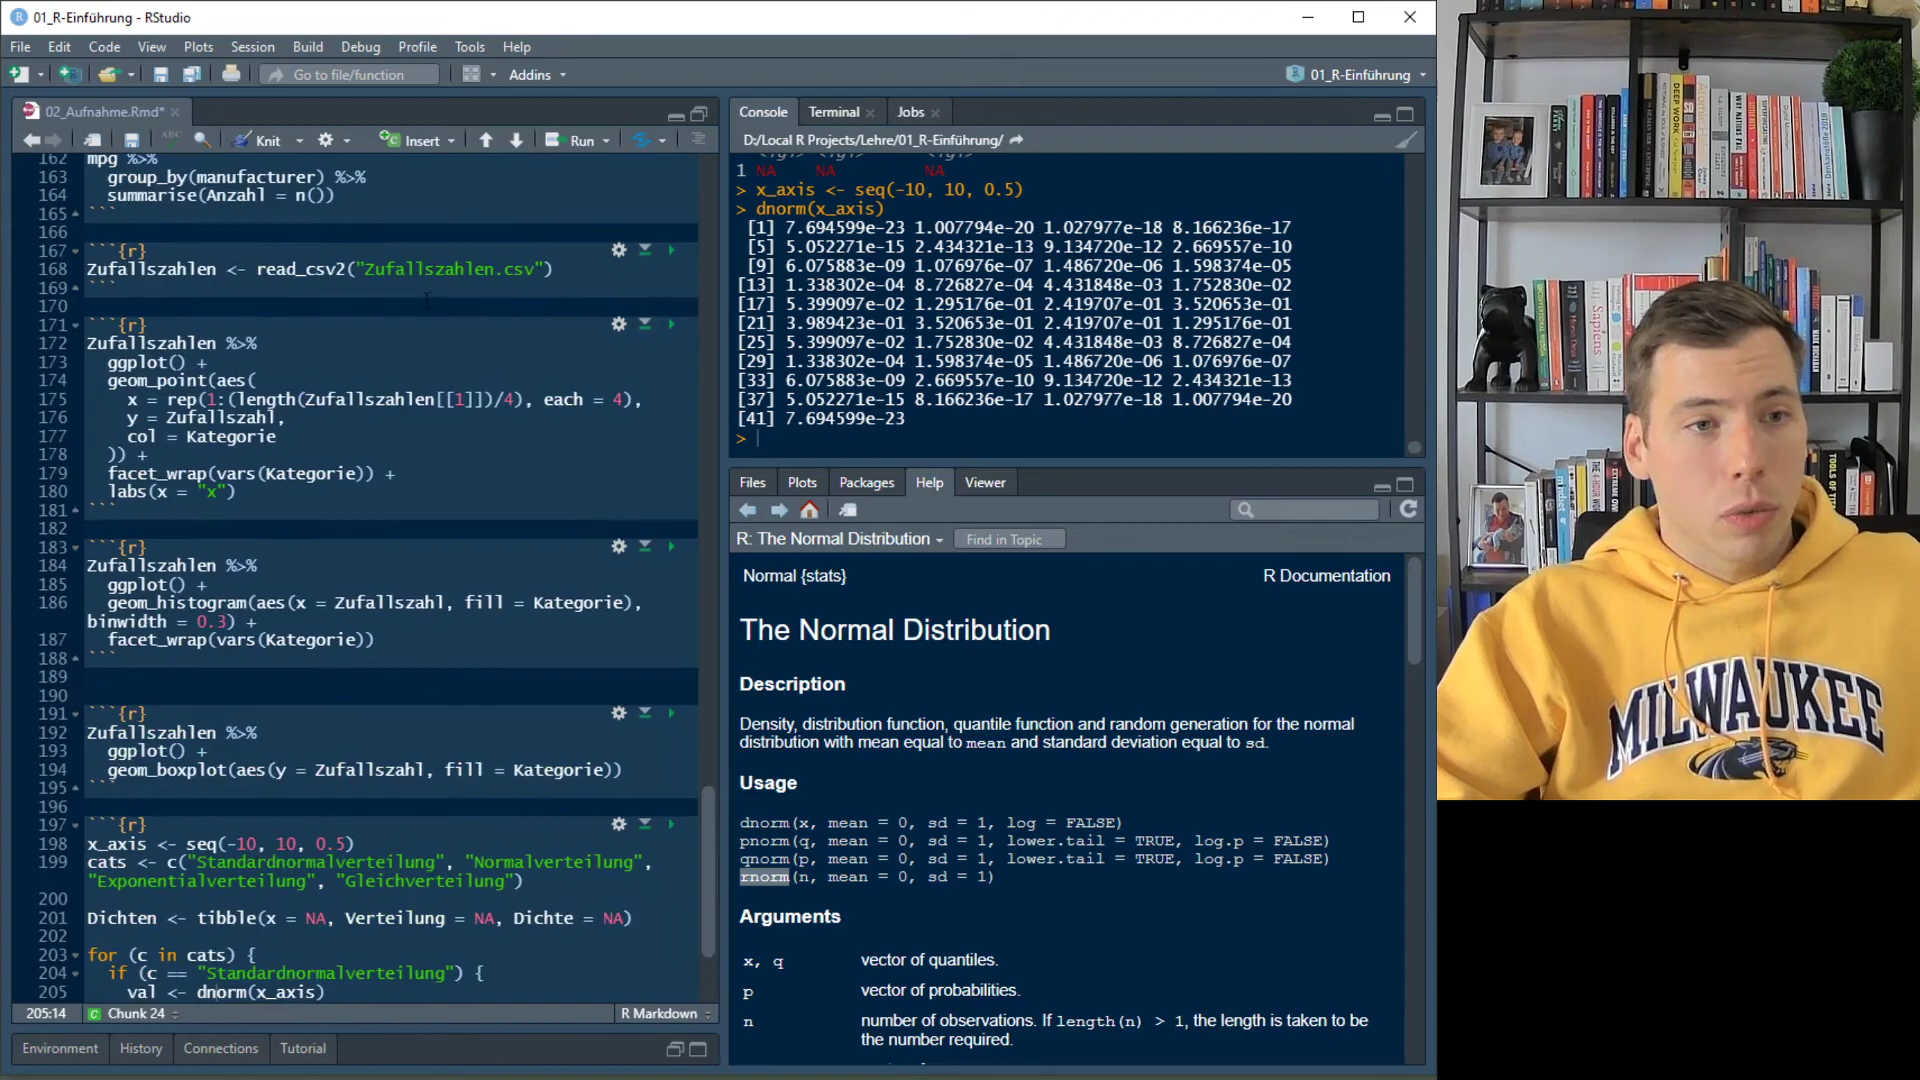 01_R-Einführung - RStudio
File Edit Code View Plots Session Build Debug Profile Tools Help
Go to file/function
Addins
01_R-Einführung
02_Aufnahme.Rmd*
Knit
Insert
Run
162 mpg %>%
163 group_by(manufacturer) %>%
164 summarise(Anzahl = n())
165 ```
166
167 ```{r}
168 Zufallszahlen <- read_csv2("Zufallszahlen.csv")
169 ```
170
171 ```{r}
172 Zufallszahlen %>%
173 ggplot() +
174 geom_point(aes(
175 x = rep(1:(length(Zufallszahlen[[1]])/4), each = 4),
176 y = Zufallszahl,
177 col = Kategorie
178 )) +
179 facet_wrap(vars(Kategorie)) +
180 labs(x = "x")
181 ```
182
183 ```{r}
184 Zufallszahlen %>%
185 ggplot() +
186 geom_histogram(aes(x = Zufallszahl, fill = Kategorie),
binwidth = 0.3) +
187 facet_wrap(vars(Kategorie))
188 ```
189
190
191 ```{r}
192 Zufallszahlen %>%
193 ggplot() +
194 geom_boxplot(aes(y = Zufallszahl, fill = Kategorie))
195 ```
196
197 ```{r}
198 x_axis <- seq(-10, 10, 0.5)
199 cats <- c("Standardnormalverteilung", "Normalverteilung",
"Exponentialverteilung", "Gleichverteilung")
200
201 Dichten <- tibble(x = NA, Verteilung = NA, Dichte = NA)
202
203 for (c in cats) {
204 if (c == "Standardnormalverteilung") {
205 val <- dnorm(x_axis)
205:14 Chunk 24 R Markdown
Environment History Connections Tutorial
Console Terminal Jobs
D:/Local R Projects/Lehre/01_R-Einführung/
1 NA NA NA
> x_axis <- seq(-10, 10, 0.5)
> dnorm(x_axis)
[1] 7.694599e-23 1.007794e-20 1.027977e-18 8.166236e-17
[5] 5.052271e-15 2.434321e-13 9.134720e-12 2.669557e-10
[9] 6.075883e-09 1.076976e-07 1.486720e-06 1.598374e-05
[13] 1.338302e-04 8.726827e-04 4.431848e-03 1.752830e-02
[17] 5.399097e-02 1.295176e-01 2.419707e-01 3.520653e-01
[21] 3.989423e-01 3.520653e-01 2.419707e-01 1.295176e-01
[25] 5.399097e-02 1.752830e-02 4.431848e-03 8.726827e-04
[29] 1.338302e-04 1.598374e-05 1.486720e-06 1.076976e-07
[33] 6.075883e-09 2.669557e-10 9.134720e-12 2.434321e-13
[37] 5.052271e-15 8.166236e-17 1.027977e-18 1.007794e-20
[41] 7.694599e-23
>
Files Plots Packages Help Viewer
R: The Normal Distribution
Find in Topic
Normal {stats} R Documentation
The Normal Distribution
Description
Density, distribution function, quantile function and random generation for the normal
distribution with mean equal to mean and standard deviation equal to sd.
Usage
dnorm(x, mean = 0, sd = 1, log = FALSE)
pnorm(q, mean = 0, sd = 1, lower.tail = TRUE, log.p = FALSE)
qnorm(p, mean = 0, sd = 1, lower.tail = TRUE, log.p = FALSE)
rnorm(n, mean = 0, sd = 1)
Arguments
x, q vector of quantiles.
p vector of probabilities.
n number of observations. If length(n) > 1, the length is taken to be
the number required.
DEEP WORK
WHY NATIONS FAIL
Sapiens
TOOLS OF
MILWAUKEE